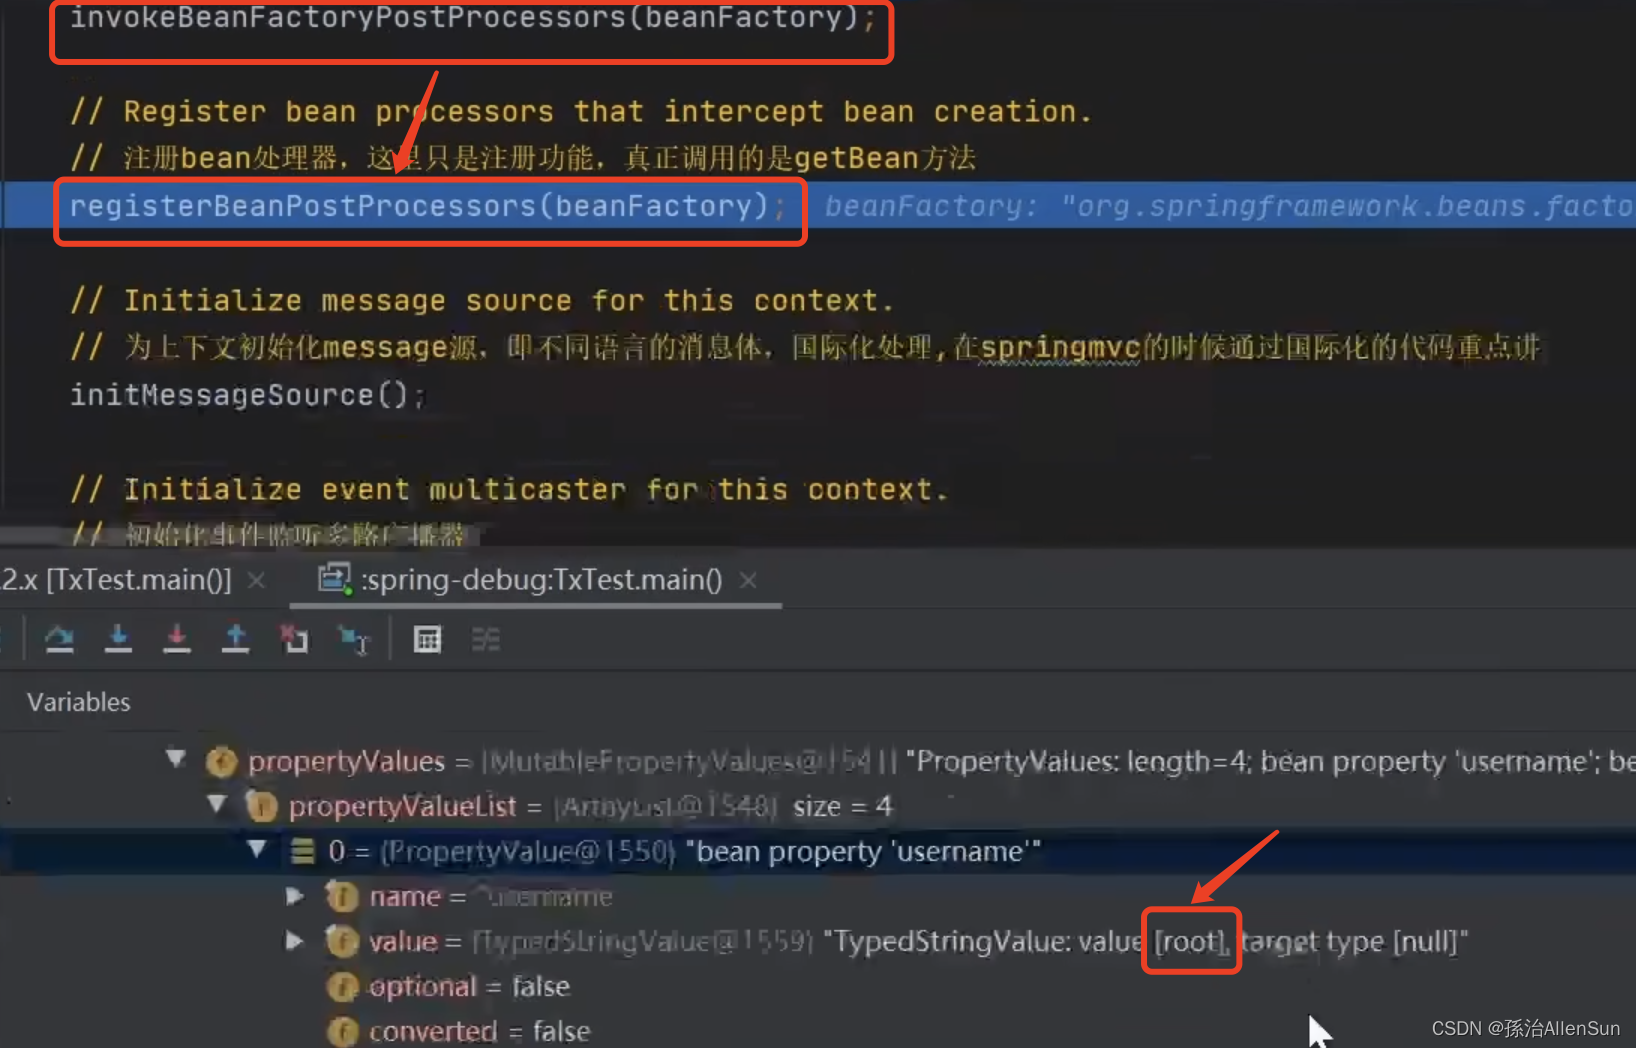 invokeBeanFactoryPostProcessors(beanFactory);
// Register bean processors that intercept bean creation.
// 注册bean处理器，这里只是注册功能，真正调用的是getBean方法
registerBeanPostProcessors(beanFactory); beanFactory: "org.springframework.beans.facto
// Initialize message source for this context.
// 为上下文初始化message源，即不同语言的消息体，国际化处理,在springmvc的时候通过国际化的代码重点讲
initMessageSource();
// Initialize event multicaster for this context.
// 初始化事件监听多路广播器
.2.x [TxTest.main()] × :spring-debug:TxTest.main() ×
Variables
propertyValues = {MutablePropertyValues@154 "PropertyValues: length=4; bean property 'username'; be
propertyValueList = {ArrayList@1548} size = 4
0 = {PropertyValue@1550} "bean property 'username'"
name = "username
value = {TypedStringValue@1559} "TypedStringValue: value [root], target type [null]"
optional = false
converted = false
CSDN @孫治AllenSun